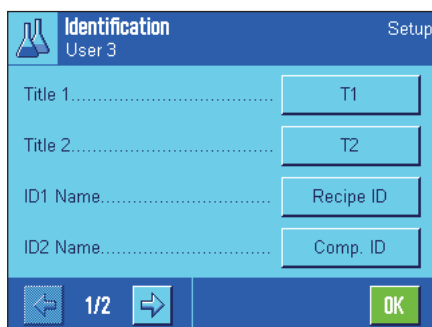 Identification
Setup
User 3
Title 1.................................... T1
Title 2.................................... T2
ID1 Name.............................. Recipe ID
ID2 Name.............................. Comp. ID
1/2
OK